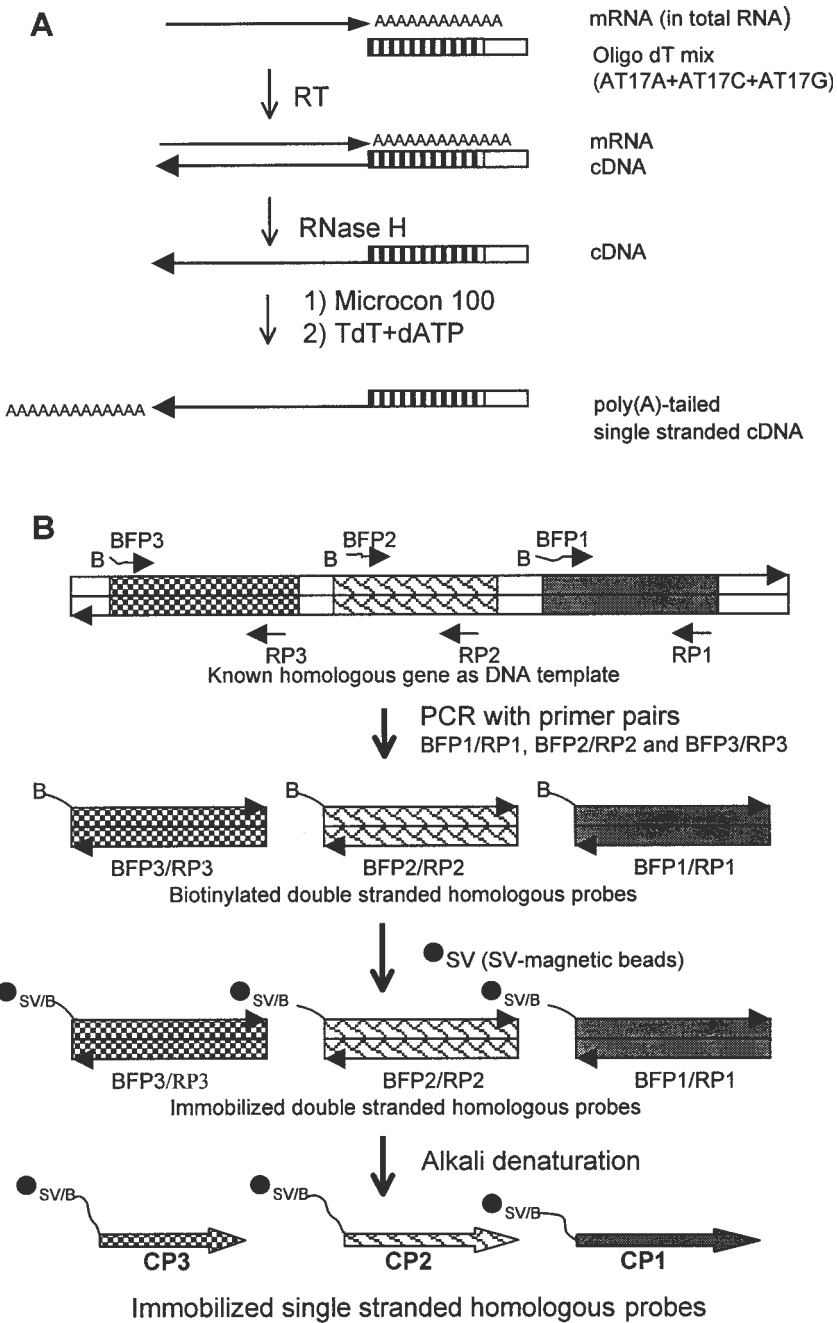 A
AAAAAAAAAAAA
mRNA (in total RNA)
Oligo dT mix
(AT17A+AT17C+AT17G)
RT
AAAAAAAAAAAAA
mRNA
cDNA
RNase H
cDNA
1) Microcon 100
2) TdT+dATP
AAAAAAAAAAAAA
poly(A)-tailed
single stranded cDNA
B
B BFP3
B BFP2
B BFP1
RP3
RP2
RP1
Known homologous gene as DNA template
PCR with primer pairs
BFP1/RP1, BFP2/RP2 and BFP3/RP3
B
B
B
BFP3/RP3
BFP2/RP2
BFP1/RP1
Biotinylated double stranded homologous probes
SV (SV-magnetic beads)
SV/B
SV/B
SV/B
BFP3/RP3
BFP2/RP2
BFP1/RP1
Immobilized double stranded homologous probes
Alkali denaturation
SV/B
SV/B
SV/B
CP3
CP2
CP1
Immobilized single stranded homologous probes